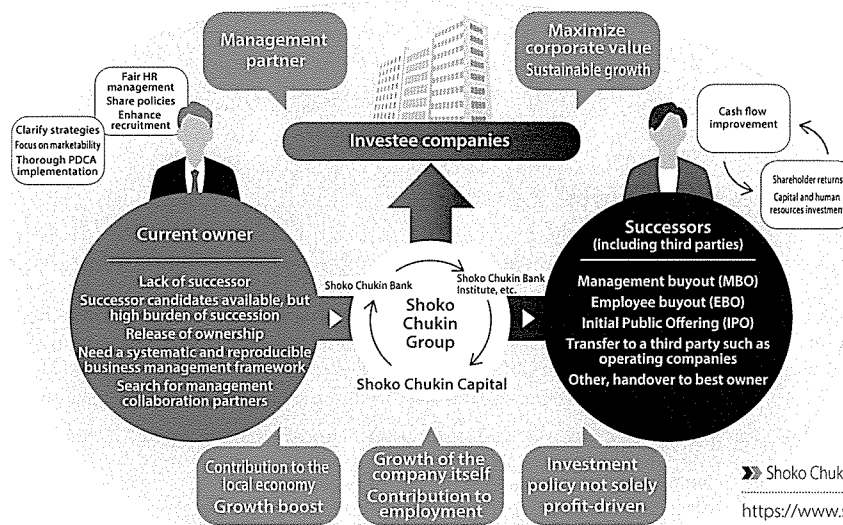 Management
partner
Maximize
corporate value
Sustainable growth
Fair HR
management
Share policies
Enhance
recruitment
Clarify strategies
Focus on marketability
Thorough PDCA
implementation
Investee companies
Cash flow
improvement
Shareholder returns
Capital and human
resources investment
Current owner
Lack of successor
Successor candidates available, but
high burden of succession
Release of ownership
Need a systematic and reproducible
business management framework
Search for management
collaboration partners
Shoko Chukin Bank
Shoko Chukin Bank
Institute, etc.
Shoko
Chukin
Group
Shoko Chukin Capital
Successors
(including third parties)
Management buyout (MBO)
Employee buyout (EBO)
Initial Public Offering (IPO)
Transfer to a third party such as
operating companies
Other, handover to best owner
Contribution to the
local economy
Growth boost
Growth of the
company itself
Contribution to
employment
Investment
policy not solely
profit-driven
Shoko Chuk
https://www.s